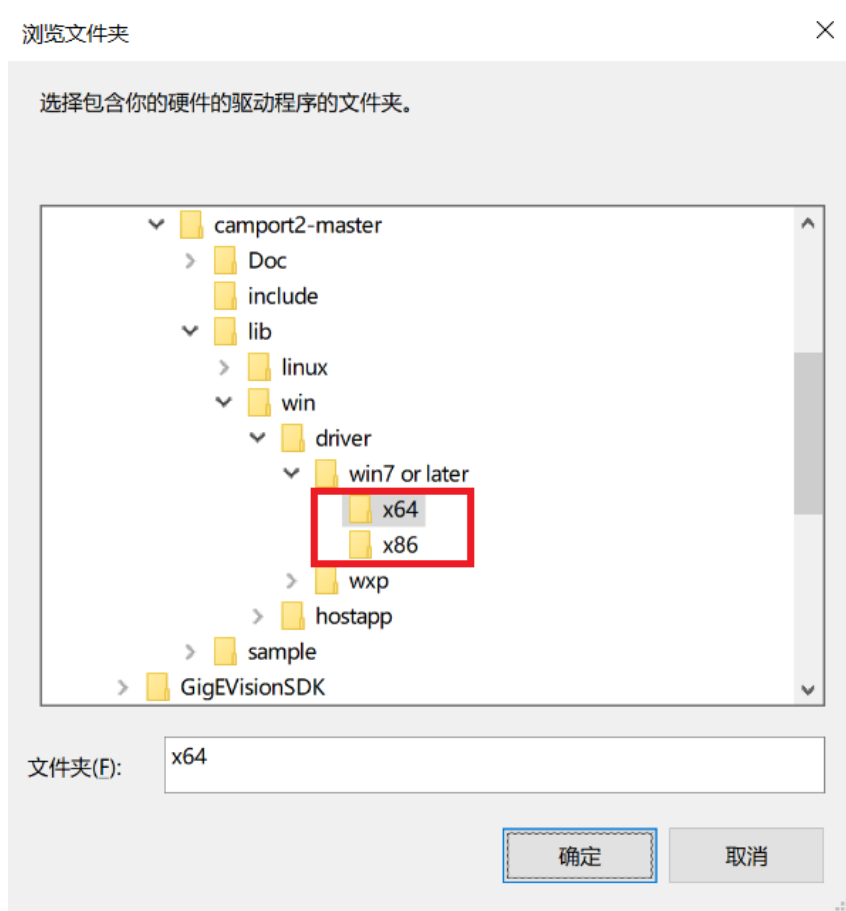 浏览文件夹
选择包含你的硬件的驱动程序的文件夹。
camport2-master
Doc
include
lib
linux
win
driver
win7 or later
x64
x86
wxp
hostapp
sample
GigEVisionSDK
文件夹(F):
x64
确定
取消